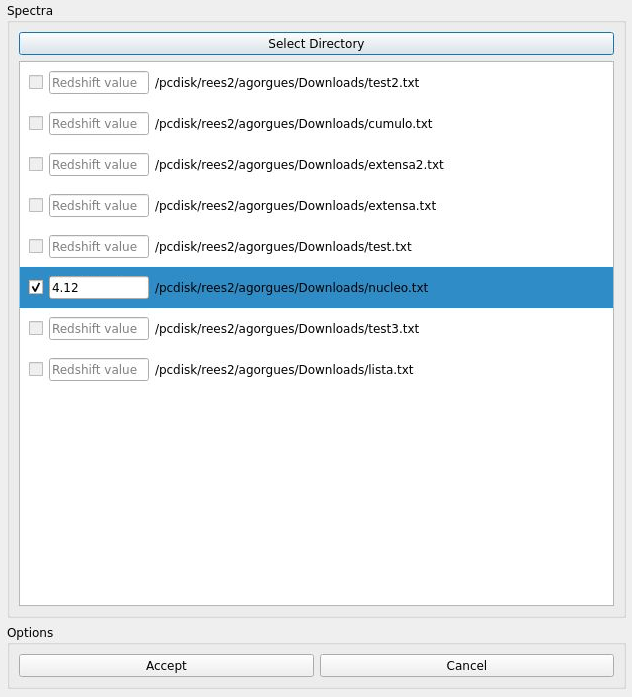 Spectra
Select Directory
Redshift value /pcdisk/rees2/agorgues/Downloads/test2.txt
Redshift value /pcdisk/rees2/agorgues/Downloads/cumulo.txt
Redshift value /pcdisk/rees2/agorgues/Downloads/extensa2.txt
Redshift value /pcdisk/rees2/agorgues/Downloads/extensa.txt
Redshift value /pcdisk/rees2/agorgues/Downloads/test.txt
4.12 /pcdisk/rees2/agorgues/Downloads/nucleo.txt
Redshift value /pcdisk/rees2/agorgues/Downloads/test3.txt
Redshift value /pcdisk/rees2/agorgues/Downloads/lista.txt
Options
Accept Cancel